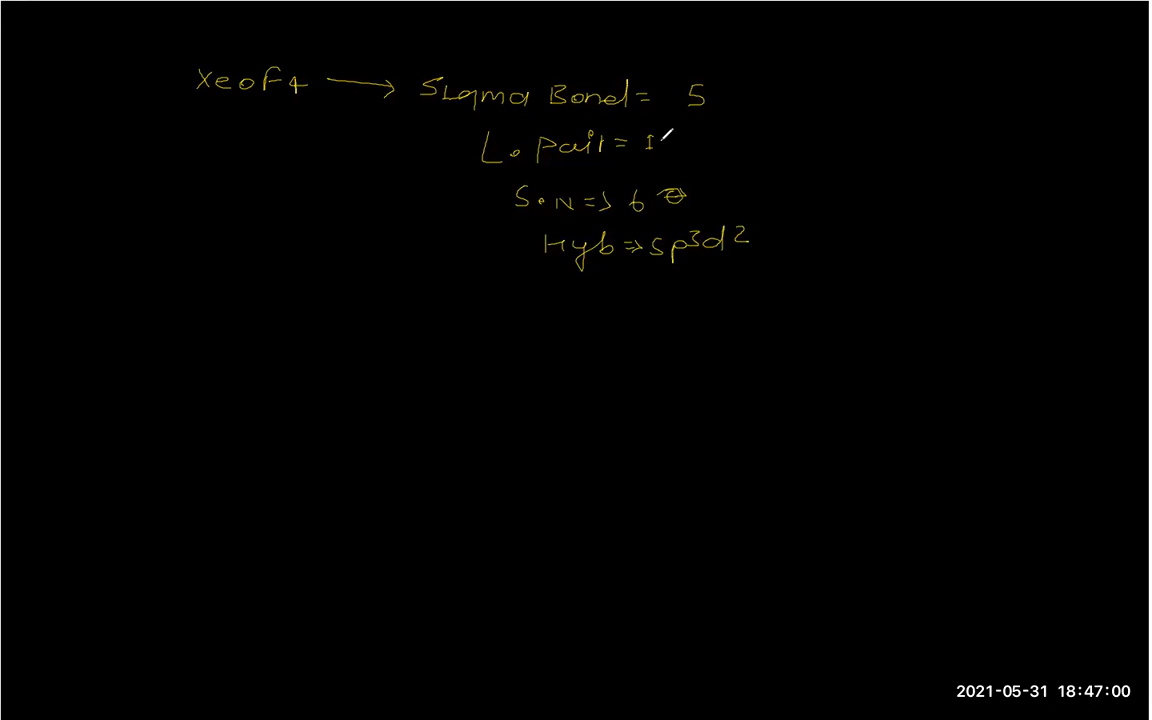 XeOF4 → Sigma Bond = 5
L. pair = 1
S.N => 6
Hyb => sp3d2
2021-05-31 18:47:00